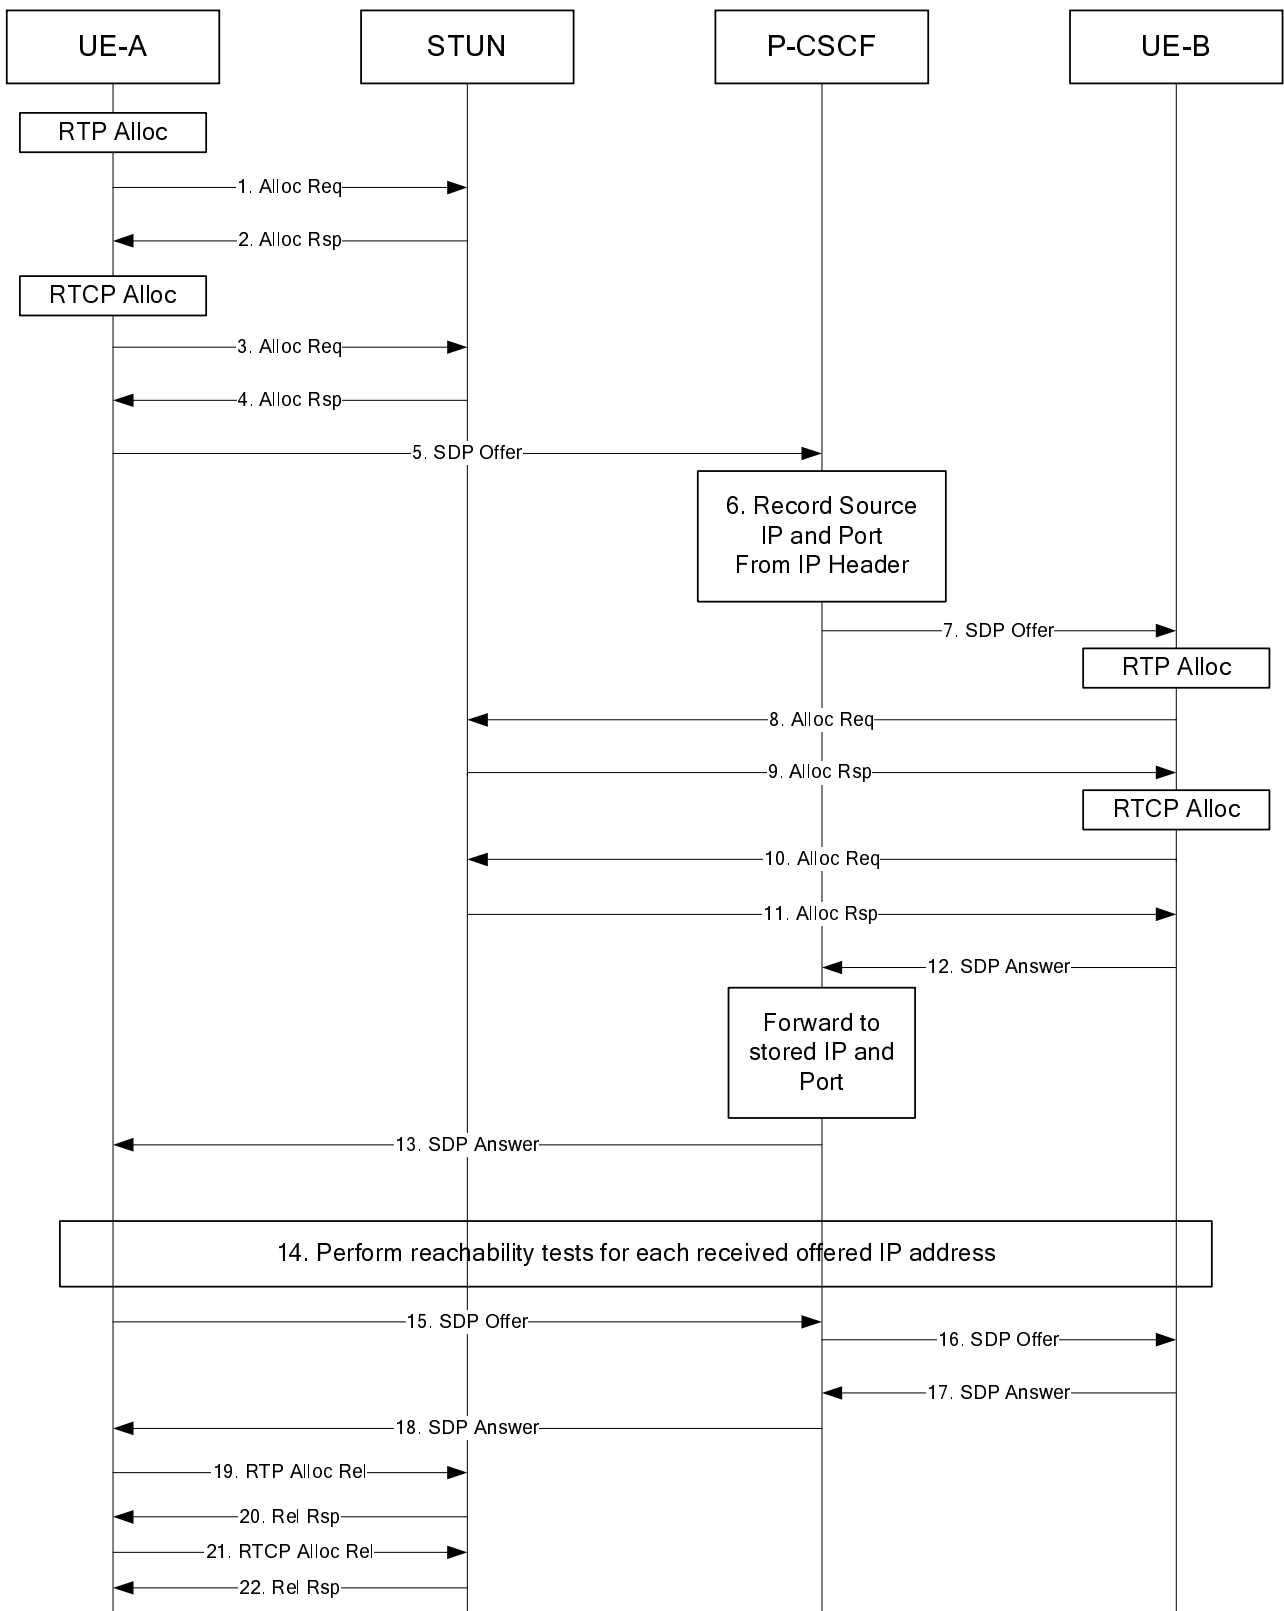 UE-A
STUN
P-CSCF
UE-B
RTP Alloc
1. Alloc Req
2. Alloc Rsp
RTCP Alloc
3. Alloc Req
4. Alloc Rsp
5. SDP Offer
6. Record Source
IP and Port
From IP Header
7. SDP Offer
RTP Alloc
8. Alloc Req
9. Alloc Rsp
RTCP Alloc
10. Alloc Req
11. Alloc Rsp
12. SDP Answer
Forward to
stored IP and
Port
13. SDP Answer
14. Perform reachability tests for each received offered IP address
15. SDP Offer
16. SDP Offer
17. SDP Answer
18. SDP Answer
19. RTP Alloc Rel
20. Rel Rsp
21. RTCP Alloc Rel
22. Rel Rsp